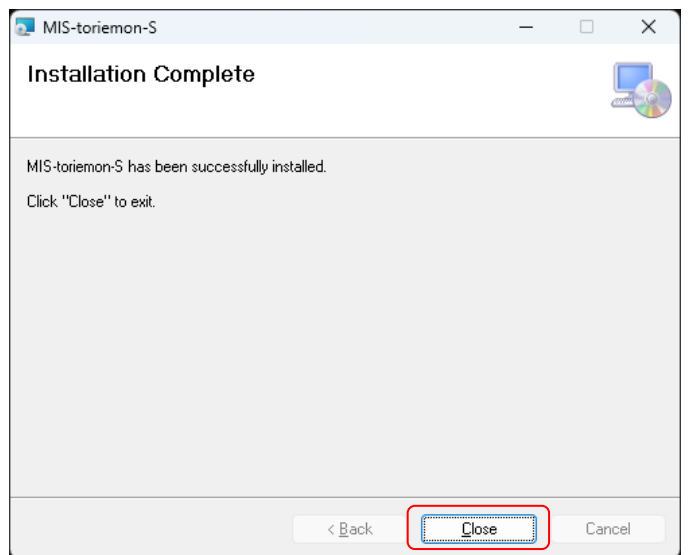 MIS-toriemon-S
Installation Complete
MIS-toriemon-S has been successfully installed.
Click "Close" to exit.
< Back
Close
Cancel